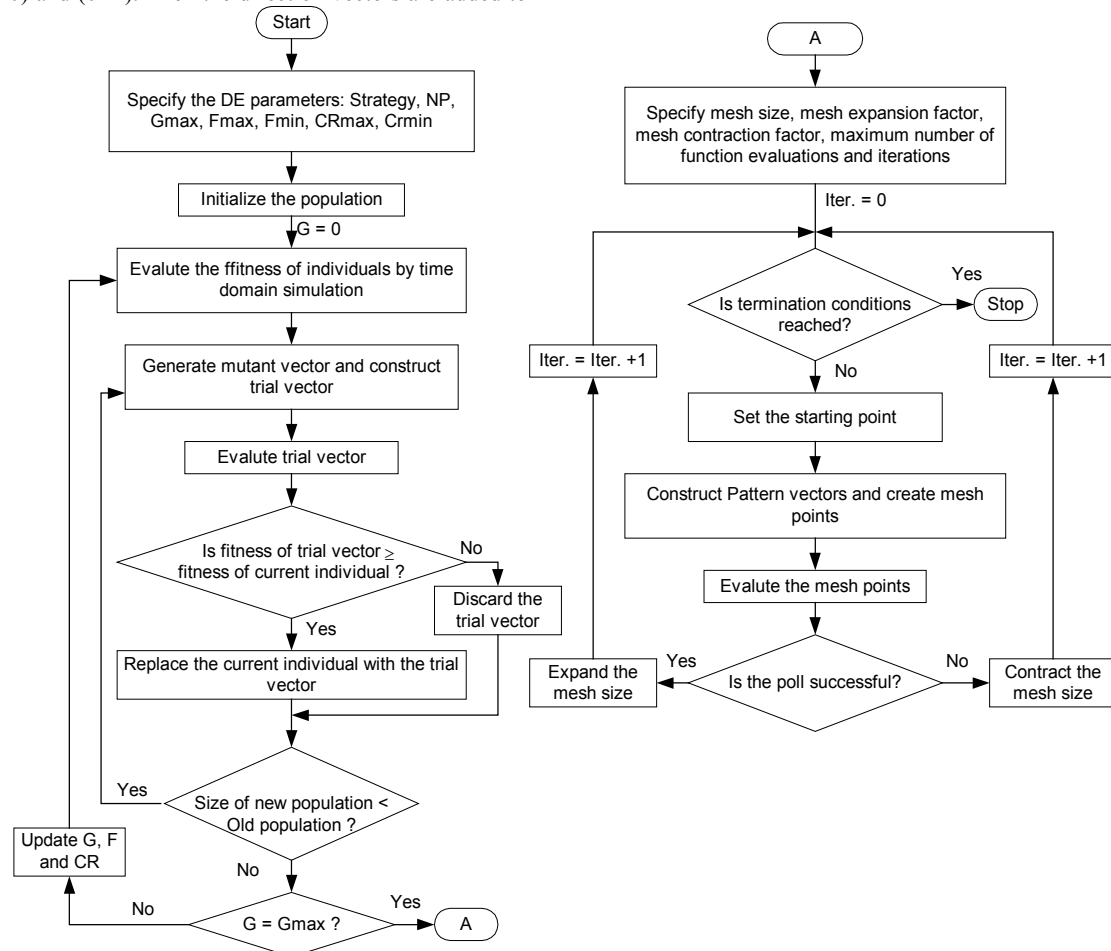 Start
Specify the DE parameters: Strategy, NP,
Gmax, Fmax, Fmin, CRmax, Crmin
Initialize the population
G = 0
Evalute the ffitness of individuals by time
domain simulation
Generate mutant vector and construct
trial vector
Evalute trial vector
Is fitness of trial vector ≥
fitness of current individual ?
No
Discard the
trial vector
Yes
Replace the current individual with the trial
vector
Size of new population <
Old population ?
Yes
Update G, F
and CR
No
G = Gmax ?
No
Yes
A
A
Specify mesh size, mesh expansion factor,
mesh contraction factor, maximum number of
function evaluations and iterations
Iter. = 0
Is termination conditions
reached?
Yes
Stop
Iter. = Iter. +1
Iter. = Iter. +1
No
Set the starting point
Construct Pattern vectors and create mesh
points
Evalute the mesh points
Is the poll successful?
Yes
Expand the
mesh size
No
Contract the
mesh size